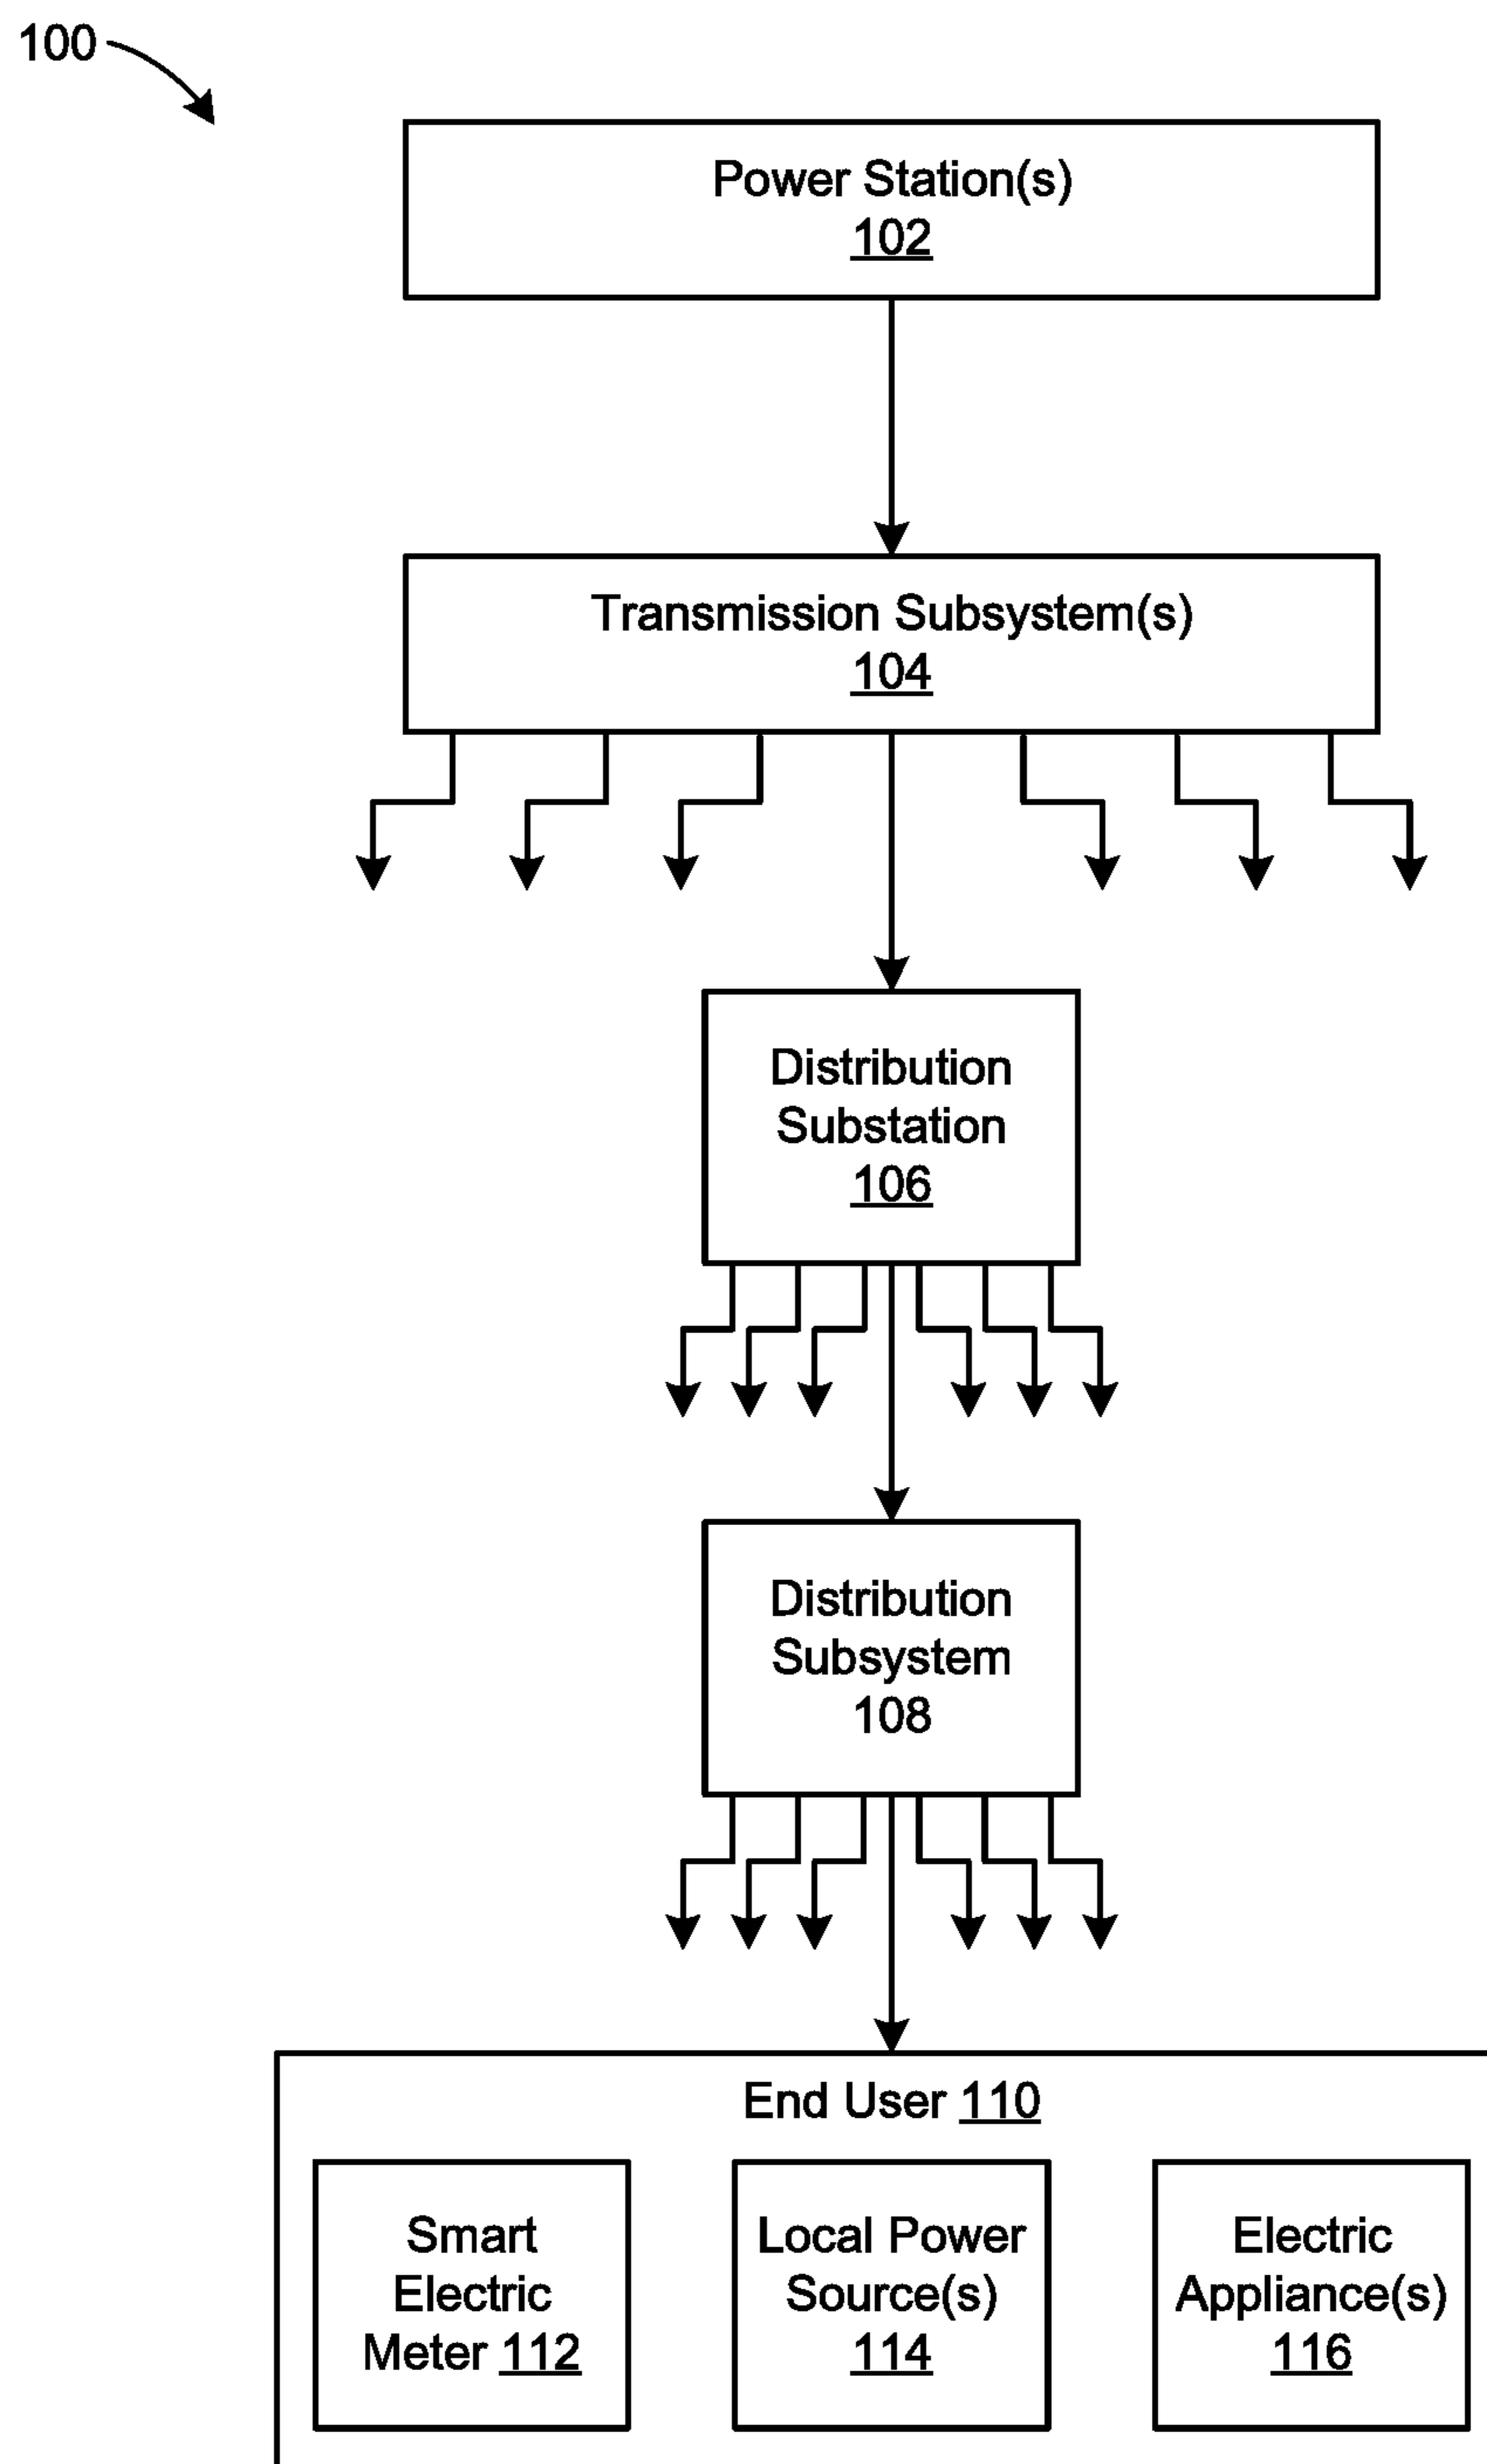 100
Power Station(s)
102
Transmission Subsystem(s)
104
Distribution
Substation
106
Distribution
Subsystem
108
End User 110
Smart
Electric
Meter 112
Local Power
Source(s)
114
Electric
Appliance(s)
116